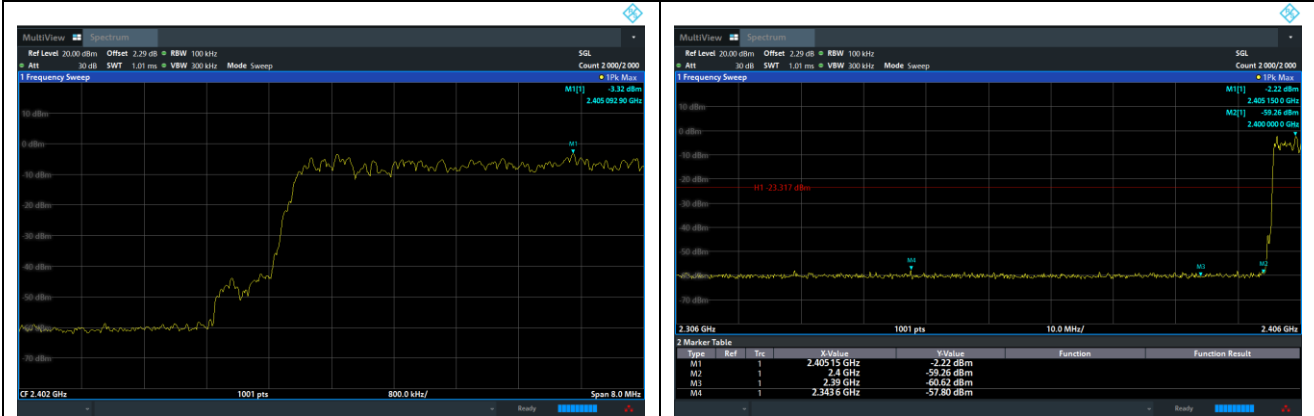 MultiView Spectrum
Ref Level 20.00 dBm Offset 2.29 dB RBW 100 kHz SGL
Att 30 dB SWT 1.01 ms VBW 300 kHz Mode Sweep Count 2 000/2 000
1 Frequency Sweep 1Pk Max
M1[1] -3.32 dBm
2.405 092 90 GHz
10 dBm
0 dBm
M1
-10 dBm
-20 dBm
-30 dBm
-40 dBm
-50 dBm
-60 dBm
-70 dBm
CF 2.402 GHz 1001 pts 800.0 kHz/ Span 8.0 MHz
Ready
MultiView Spectrum
Ref Level 20.00 dBm Offset 2.29 dB RBW 100 kHz SGL
Att 30 dB SWT 1.01 ms VBW 300 kHz Mode Sweep Count 2 000/2 000
1 Frequency Sweep 1Pk Max
M1[1] -2.22 dBm
2.405 150 0 GHz
M2[1] -59.26 dBm
2.400 000 0 GHz
10 dBm
0 dBm
-10 dBm
-20 dBm
H1 -23.317 dBm
-30 dBm
-40 dBm
-50 dBm
M4 M3 M2
-60 dBm
-70 dBm
2.306 GHz 1001 pts 10.0 MHz/ 2.406 GHz
2 Marker Table
Type Ref Trc X-Value Y-Value Function Function Result
M1 1 2.40515 GHz -2.22 dBm
M2 1 2.4 GHz -59.26 dBm
M3 1 2.39 GHz -60.62 dBm
M4 1 2.3436 GHz -57.80 dBm
Ready